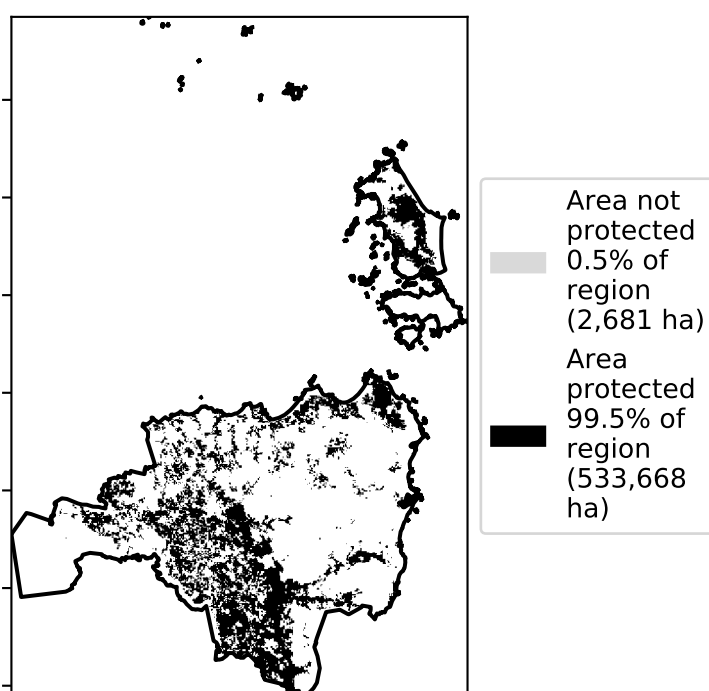 Area not
protected
0.5% of
region
(2,681 ha)
Area
protected
99.5% of
region
(533,668
ha)